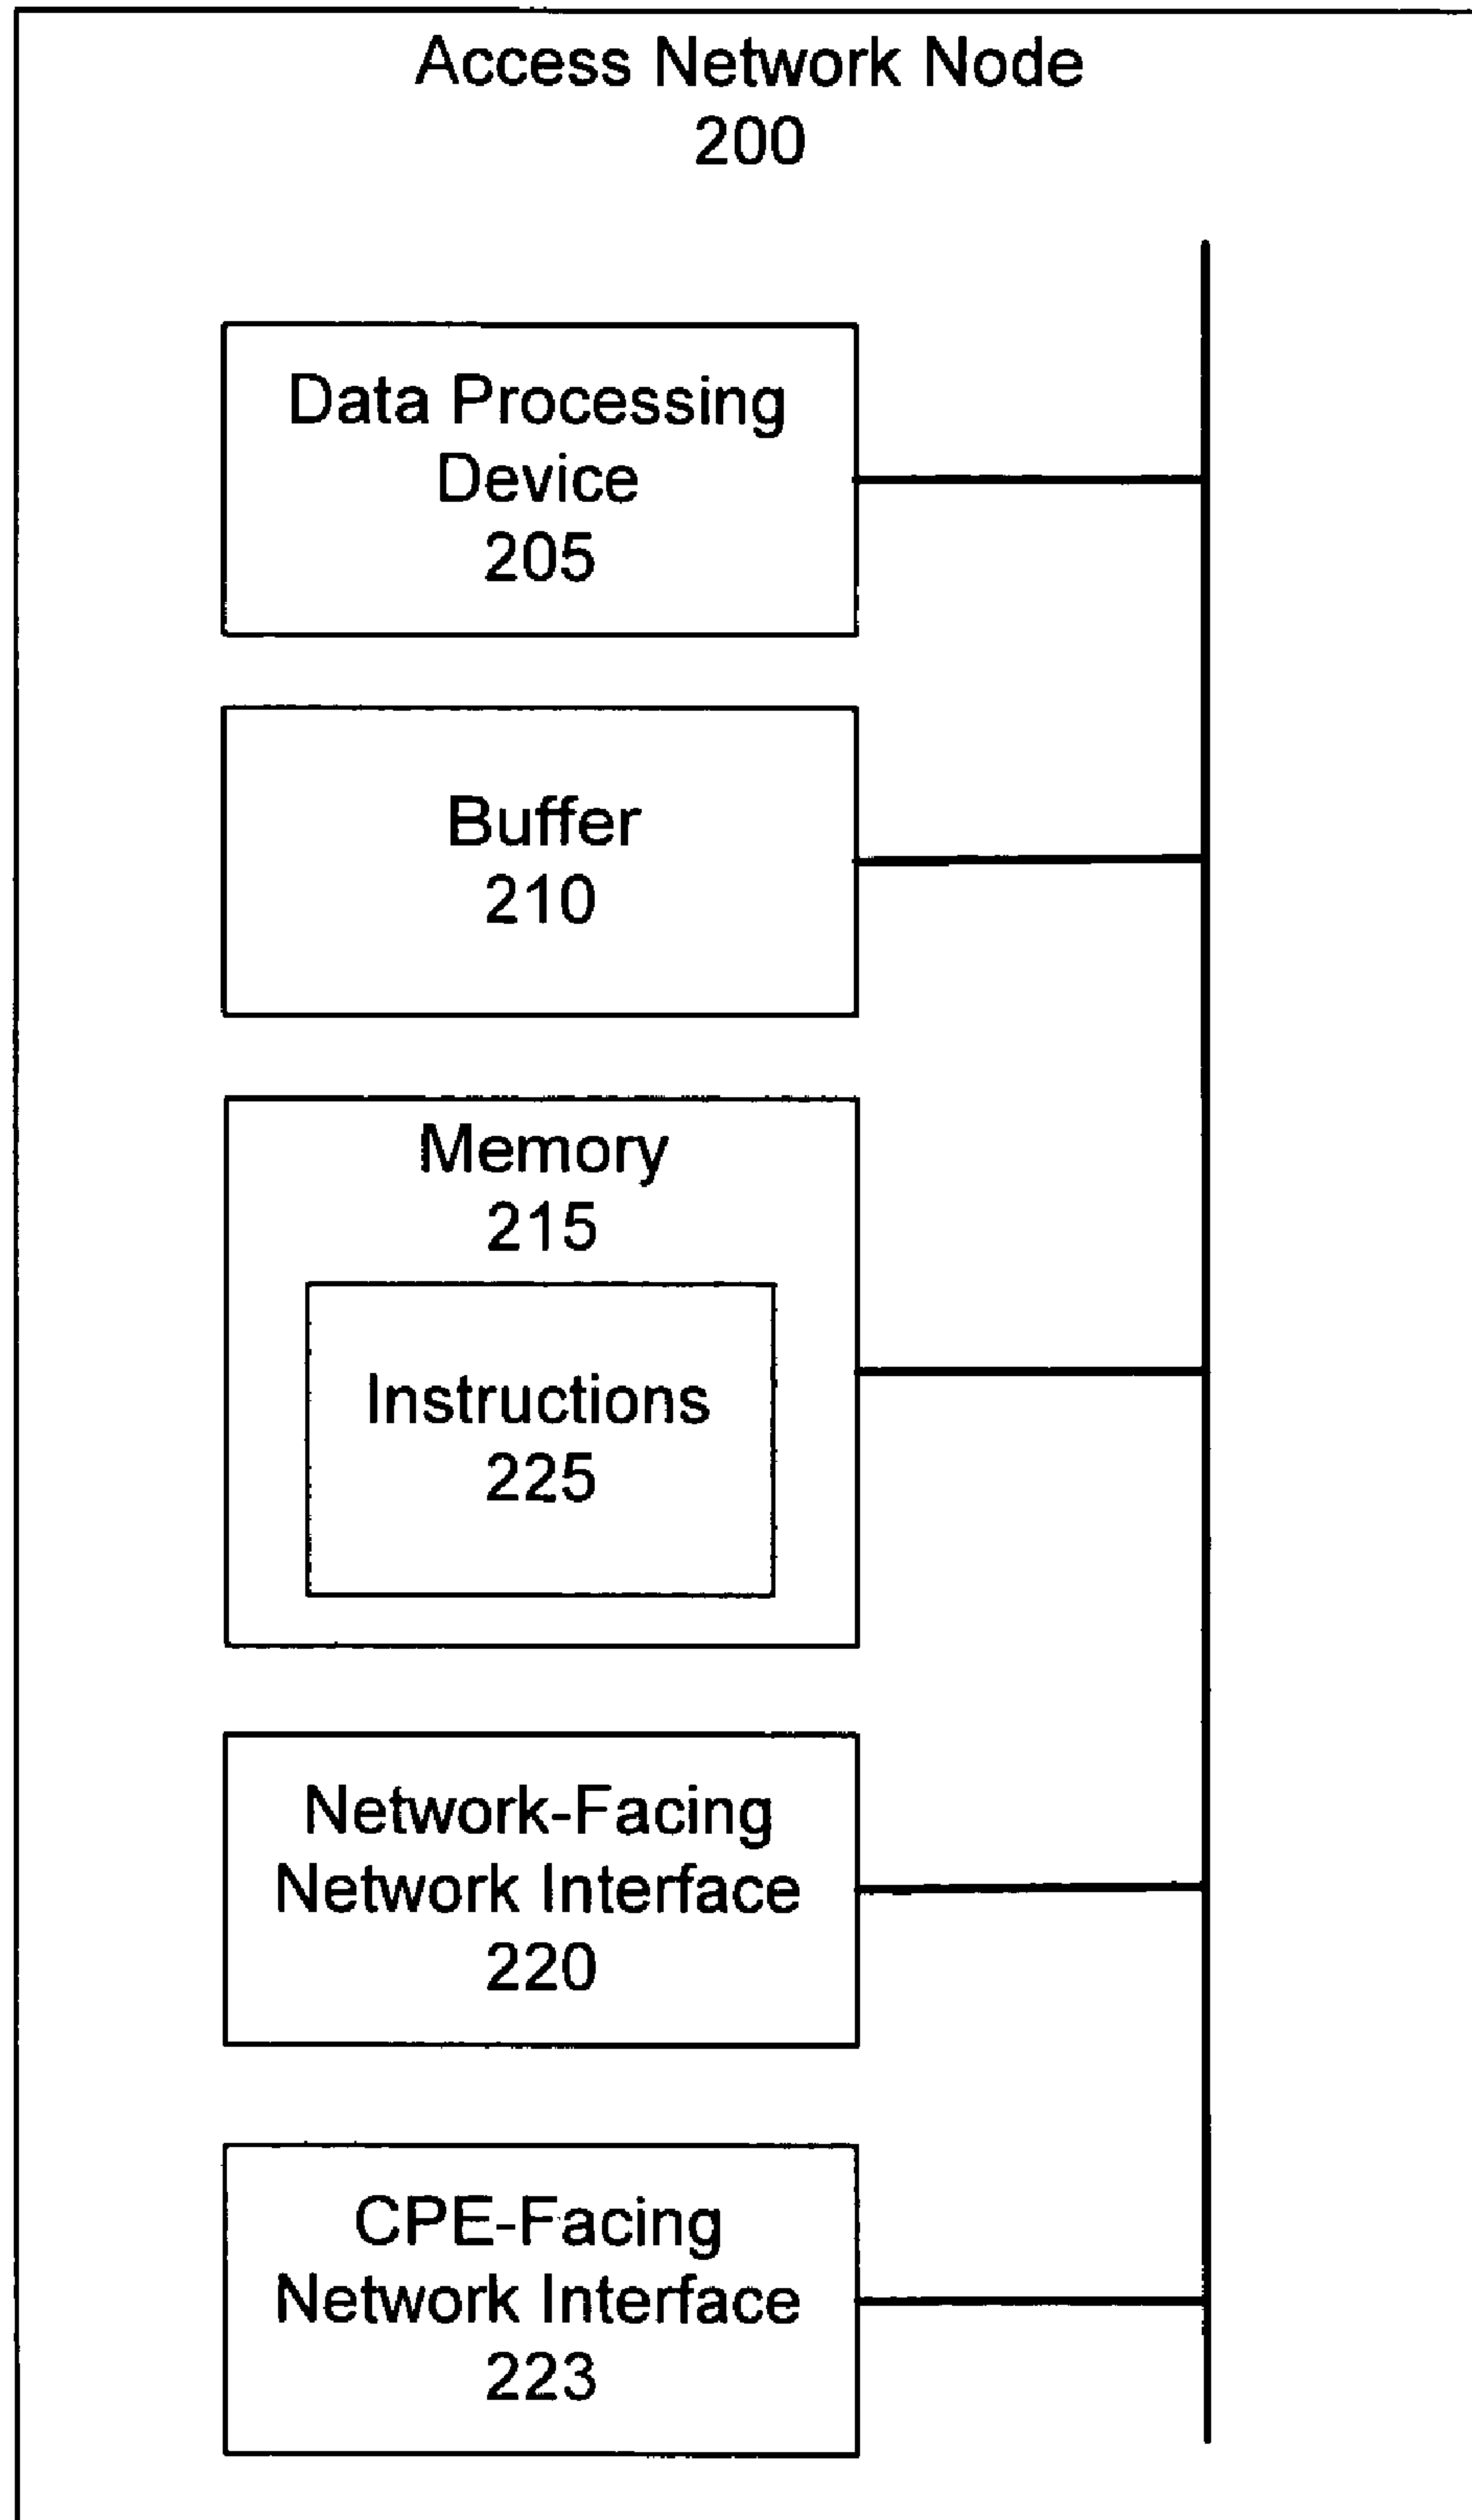 Access Network Node
200
Data Processing
Device
205
Buffer
210
Memory
215
Instructions
225
Network-Facing
Network Interface
220
CPE-Facing
Network Interface
223